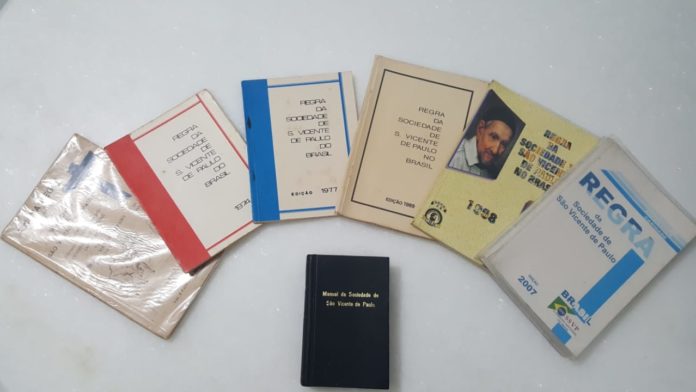 REGRA
DA
SOCIEDADE
DE
S. VICENTE
DE PAULO
DO
BRASIL
1974
REGRA
DA
SOCIEDADE
DE
S. VICENTE
DE PAULO DO
BRASIL
EDIÇÃO 1977
REGRA
DA
SOCIEDADE
DE
S. VICENTE
DE PAULO
NO
BRASIL
REGRA
DA
SOCIEDADE
SÃO VICENTE
DE PAULO
NO BRASIL
1998
REGRA
da
Sociedade de
São Vicente de Paulo
2007
BRASIL
SSVP
Manual da Sociedade de
São Vicente de Paulo